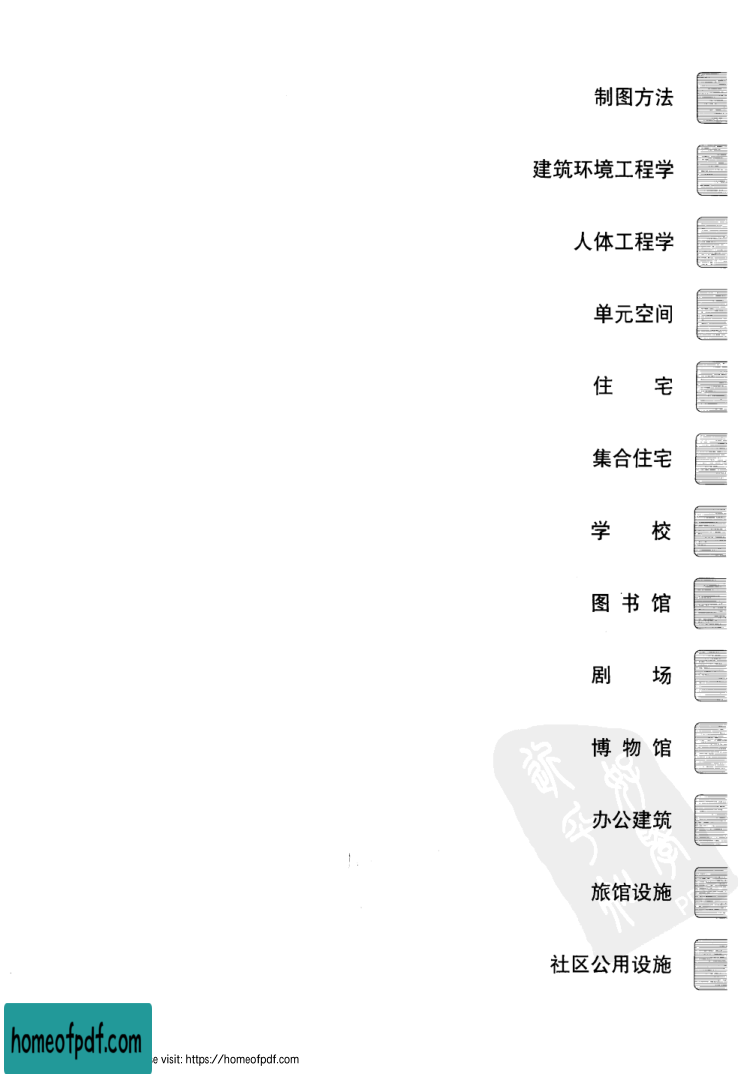 制图方法
建筑环境工程学
人体工程学
单元空间
住 宅
集合住宅
学 校
图 书 馆
剧 场
博 物 馆
办公建筑
旅馆设施
社区公用设施
homeofpdf.com
e visit: https://homeofpdf.com